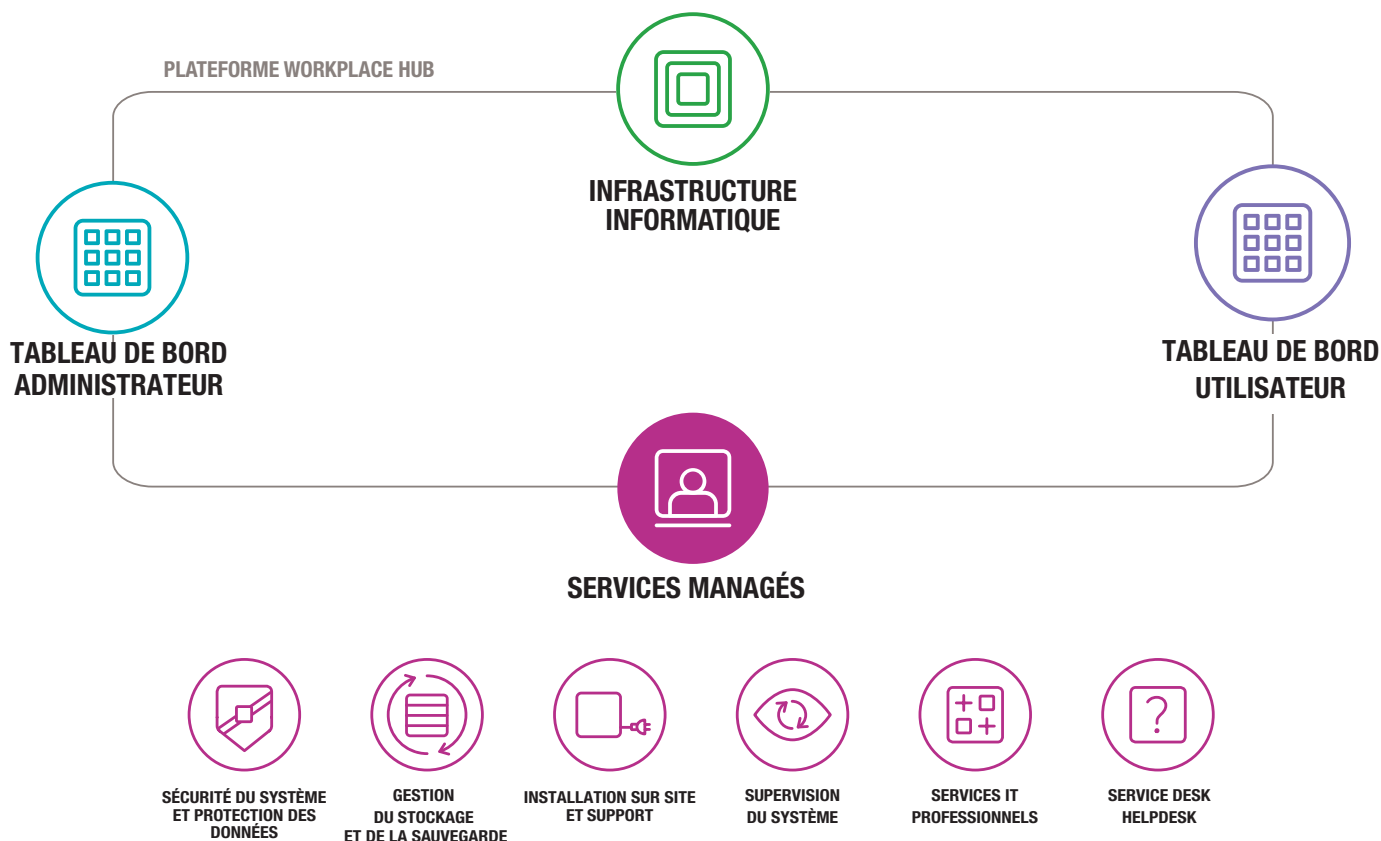 PLATEFORME WORKPLACE HUB
INFRASTRUCTURE
INFORMATIQUE
TABLEAU DE BORD
ADMINISTRATEUR
TABLEAU DE BORD
UTILISATEUR
SERVICES MANAGÉS
SÉCURITÉ DU SYSTÈME
ET PROTECTION DES
DONNÉES
GESTION
DU STOCKAGE
ET DE LA SAUVEGARDE
INSTALLATION SUR SITE
ET SUPPORT
SUPERVISION
DU SYSTÈME
SERVICES IT
PROFESSIONNELS
?
SERVICE DESK
HELPDESK